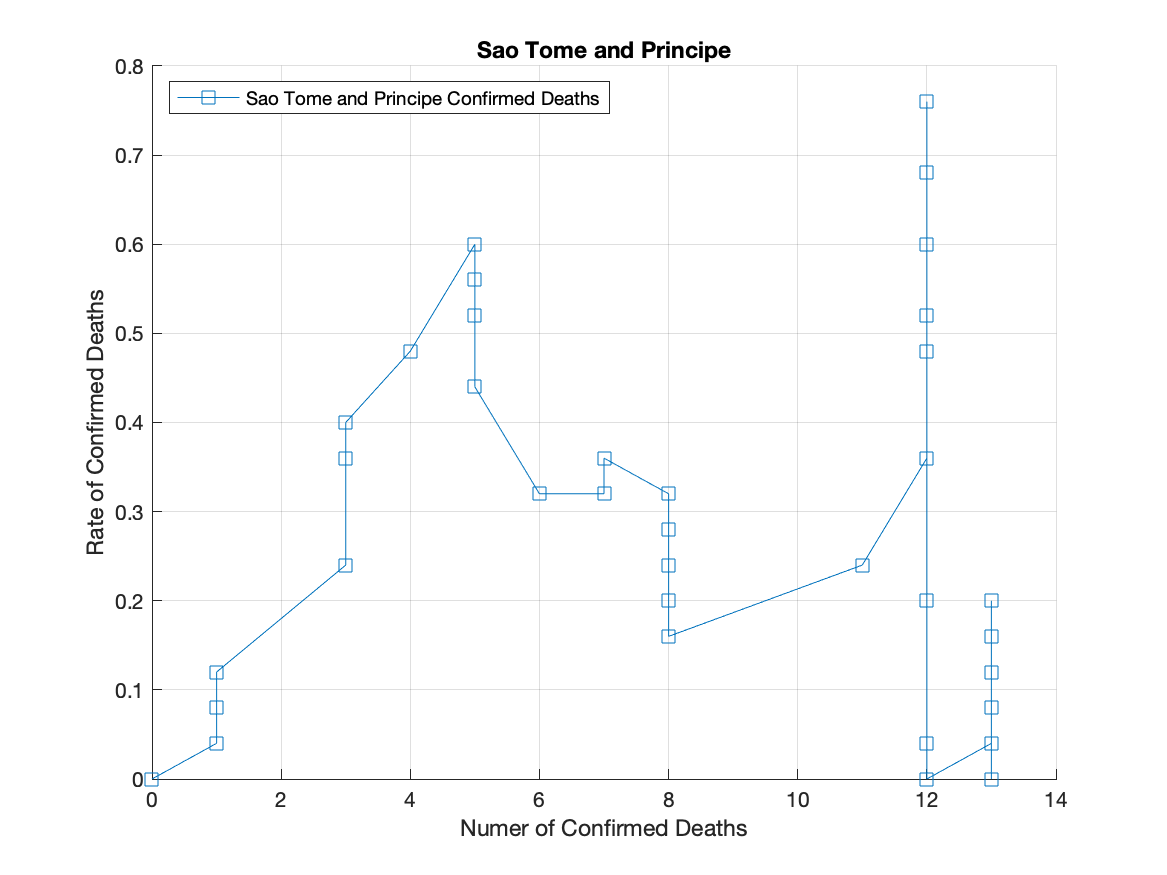 Sao Tome and Principe
Sao Tome and Principe Confirmed Deaths
0.8
0.7
0.6
0.5
0.4
0.3
0.2
0.1
0
Rate of Confirmed Deaths
0 2 4 6 8 10 12 14
Numer of Confirmed Deaths